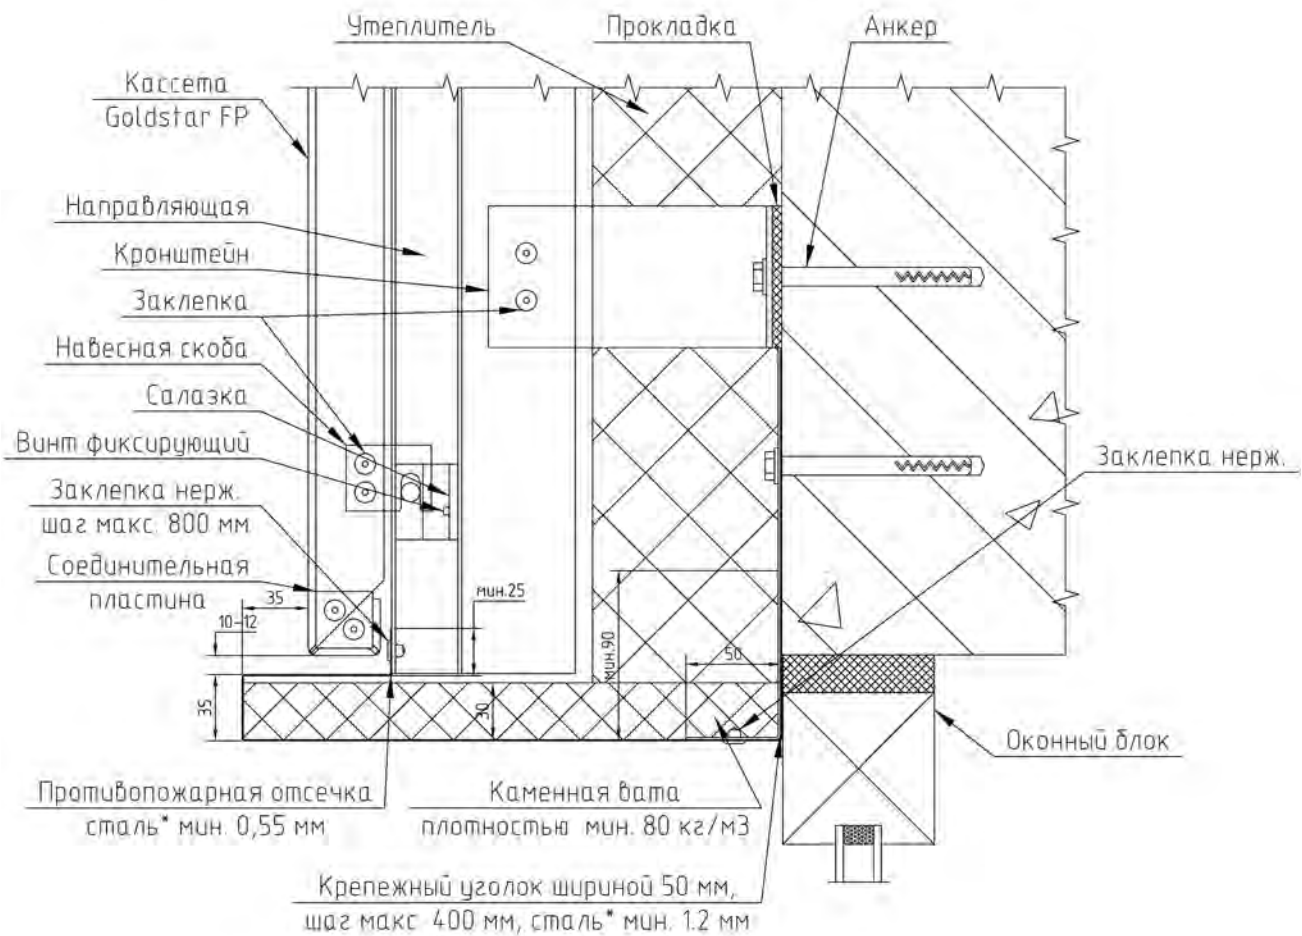 Утеплитель
Прокладка
Анкер
Кассета
Goldstar FP
Направляющая
Кронштейн
Заклепка
Навесная скоба
Салазка
Винт фиксирующий
Заклепка нерж.
шаг макс. 800 мм
Соединительная
пластина
Заклепка нерж.
35
10-12
мин.25
мин.90
50
35
30
Оконный блок
Противопожарная отсечка
сталь* мин. 0,55 мм
Каменная вата
плотностью мин. 80 кг/м3
Крепежный уголок шириной 50 мм,
шаг макс 400 мм, сталь* мин. 1.2 мм